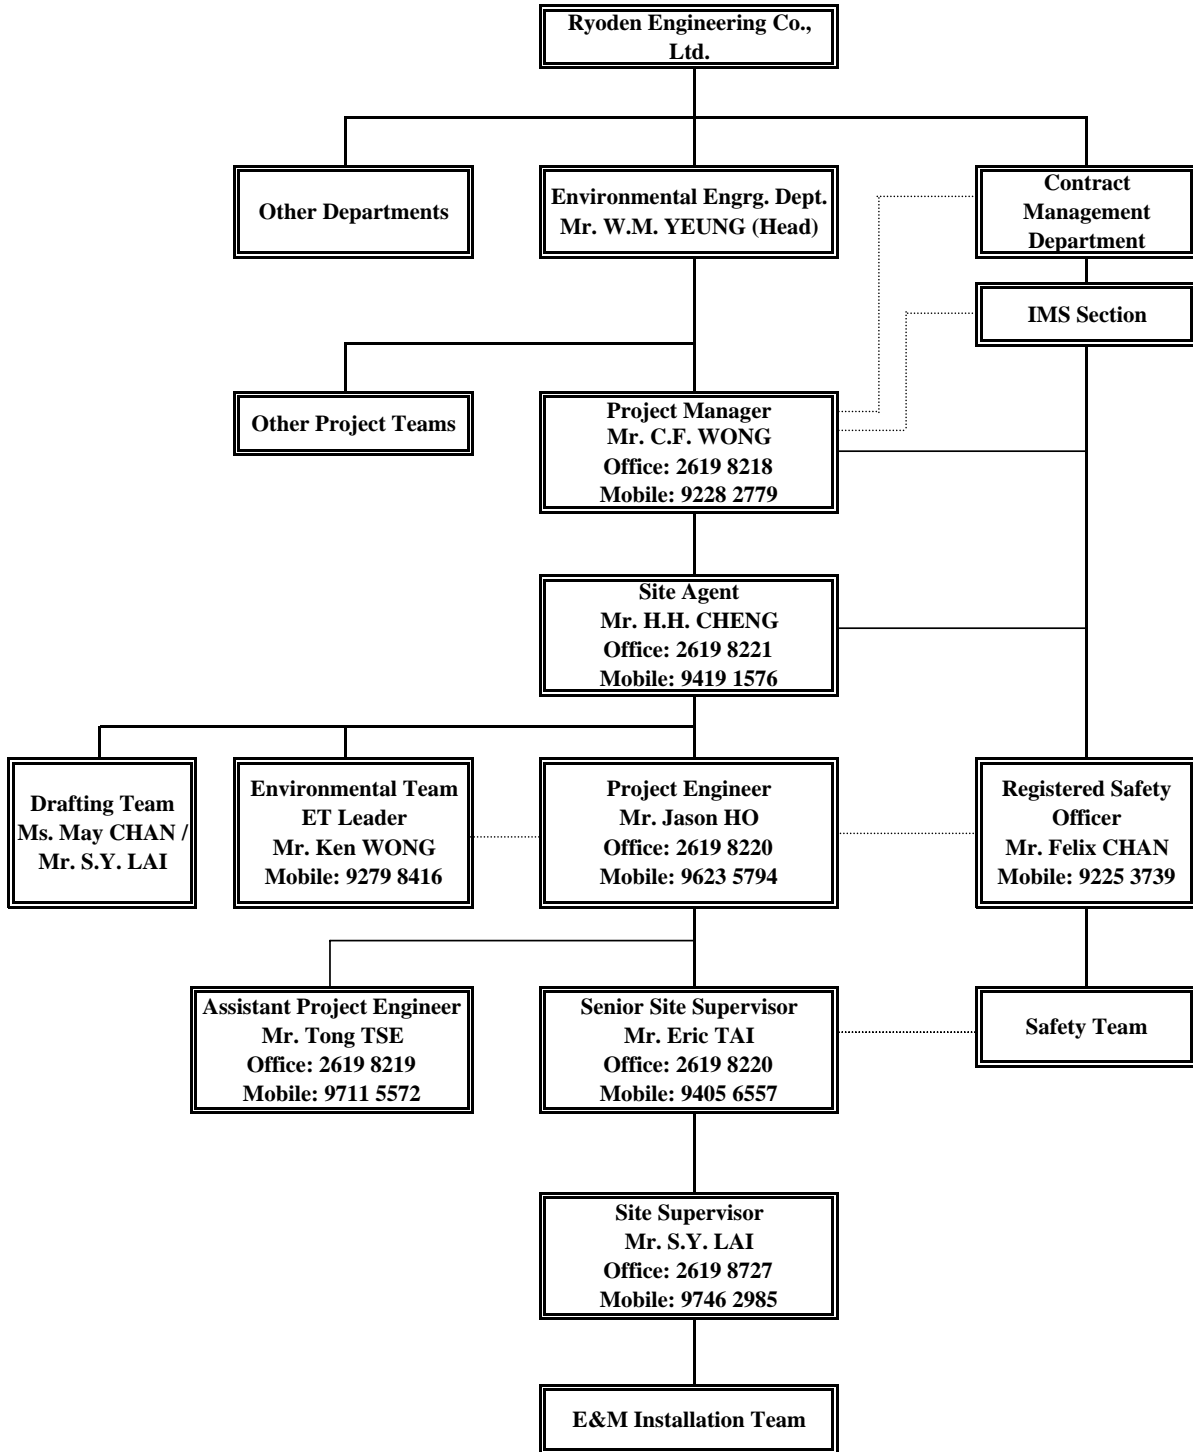 Ryoden Engineering Co.,
Ltd.
Other Departments
Environmental Engrg. Dept.
Mr. W.M. YEUNG (Head)
Contract
Management
Department
IMS Section
Other Project Teams
Project Manager
Mr. C.F. WONG
Office: 2619 8218
Mobile: 9228 2779
Site Agent
Mr. H.H. CHENG
Office: 2619 8221
Mobile: 9419 1576
Drafting Team
Ms. May CHAN /
Mr. S.Y. LAI
Environmental Team
ET Leader
Mr. Ken WONG
Mobile: 9279 8416
Project Engineer
Mr. Jason HO
Office: 2619 8220
Mobile: 9623 5794
Registered Safety
Officer
Mr. Felix CHAN
Mobile: 9225 3739
Assistant Project Engineer
Mr. Tong TSE
Office: 2619 8219
Mobile: 9711 5572
Senior Site Supervisor
Mr. Eric TAI
Office: 2619 8220
Mobile: 9405 6557
Safety Team
Site Supervisor
Mr. S.Y. LAI
Office: 2619 8727
Mobile: 9746 2985
E&M Installation Team